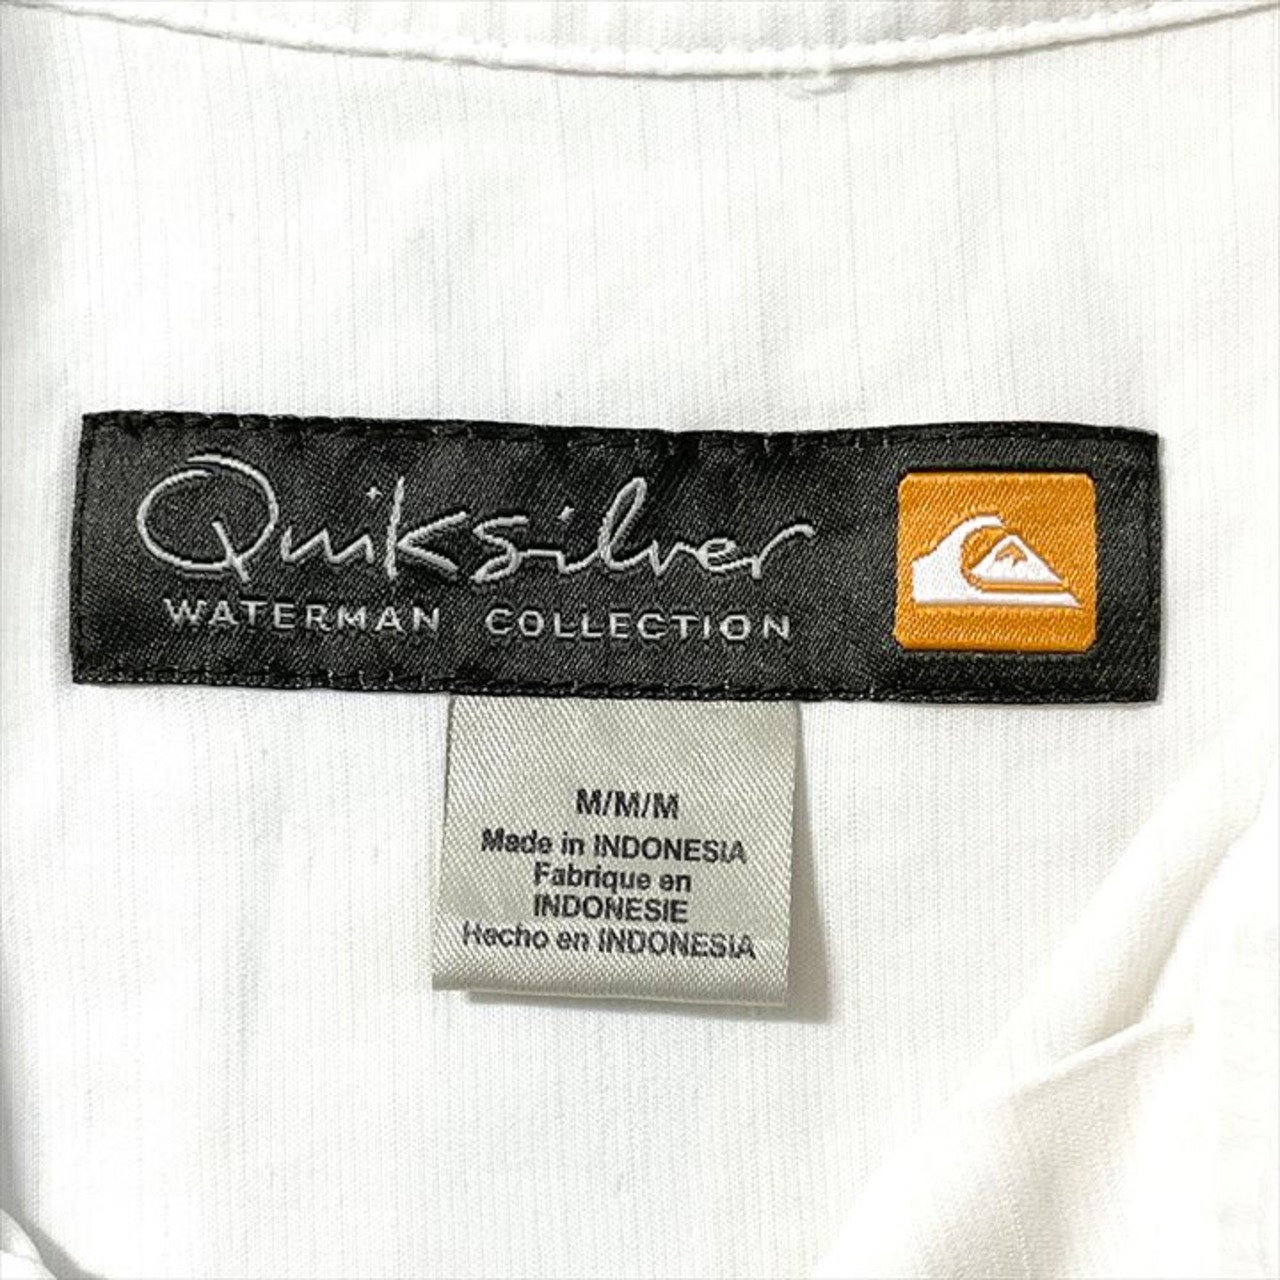 Quiksilver
WATERMAN COLLECTION
M/M/M
Made in INDONESIA
Fabrique en
INDONESIE
Hecho en INDONESIA